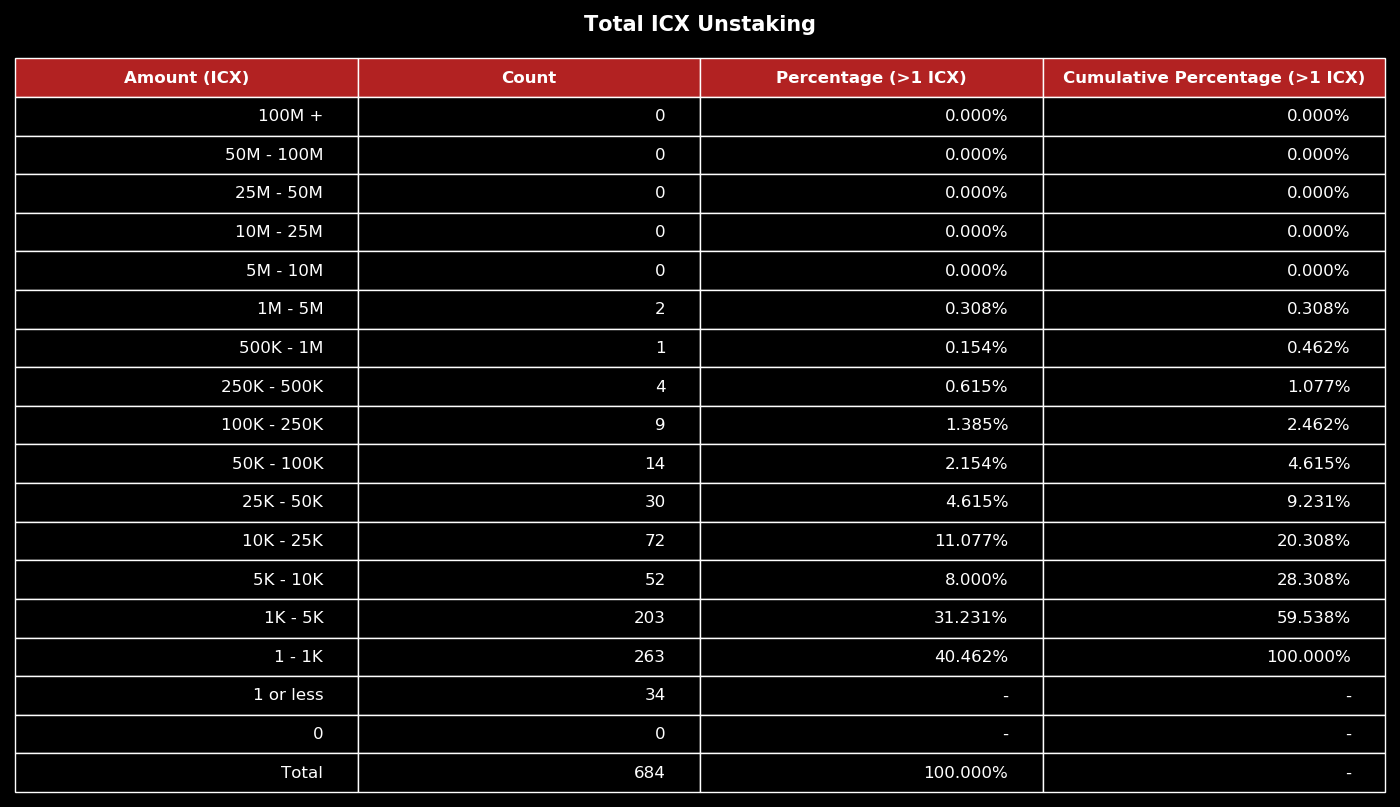 Total ICX Unstaking
Amount (ICX) Count Percentage (>1 ICX) Cumulative Percentage (>1 ICX)
100M + 0 0.000% 0.000%
50M - 100M 0 0.000% 0.000%
25M - 50M 0 0.000% 0.000%
10M - 25M 0 0.000% 0.000%
5M - 10M 0 0.000% 0.000%
1M - 5M 2 0.308% 0.308%
500K - 1M 1 0.154% 0.462%
250K - 500K 4 0.615% 1.077%
100K - 250K 9 1.385% 2.462%
50K - 100K 14 2.154% 4.615%
25K - 50K 30 4.615% 9.231%
10K - 25K 72 11.077% 20.308%
5K - 10K 52 8.000% 28.308%
1K - 5K 203 31.231% 59.538%
1 - 1K 263 40.462% 100.000%
1 or less 34 - -
0 0 - -
Total 684 100.000% -